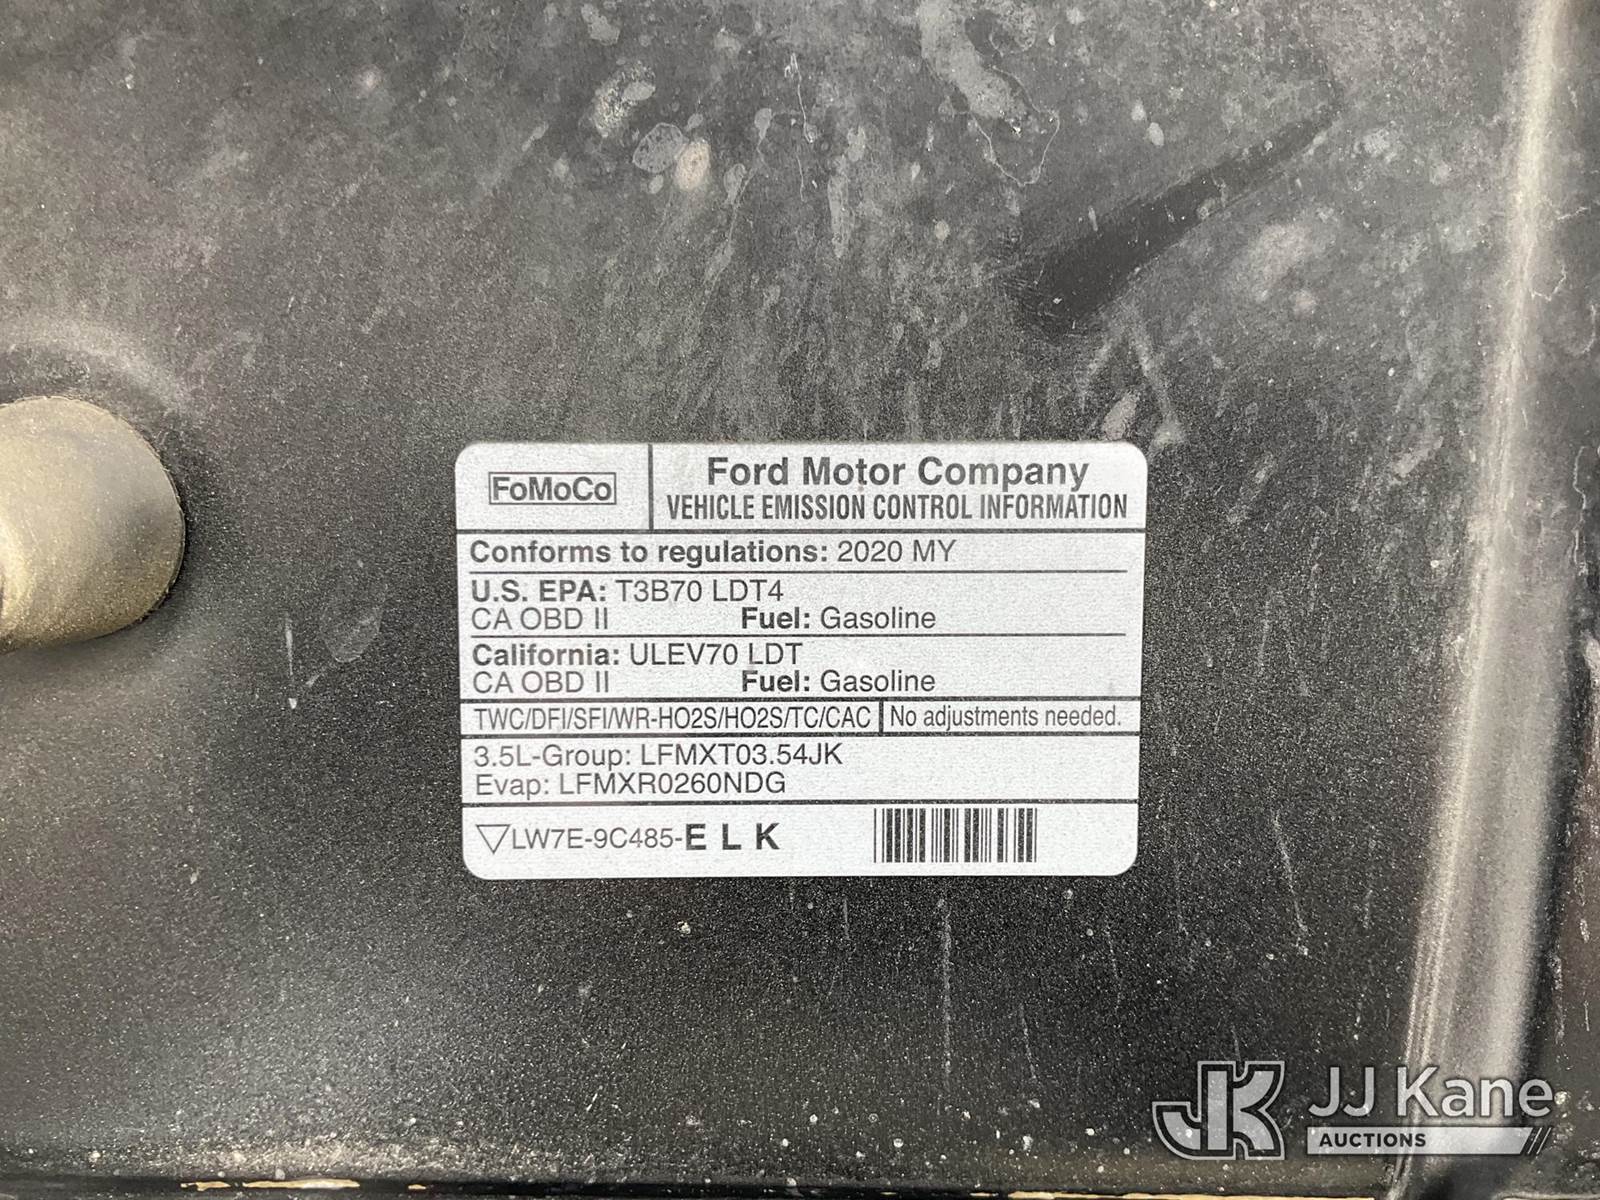 FoMoCo
Ford Motor Company
VEHICLE EMISSION CONTROL INFORMATION
Conforms to regulations: 2020 MY
U.S. EPA: T3B70 LDT4
CA OBD II Fuel: Gasoline
California: ULEV70 LDT
CA OBD II Fuel: Gasoline
TWC/DFI/SFI/WR-HO2S/HO2S/TC/CAC No adjustments needed.
3.5L-Group: LFMXT03.54JK
Evap: LFMXR0260NDG
LW7E-9C485-E L K
JK JJ Kane
AUCTIONS